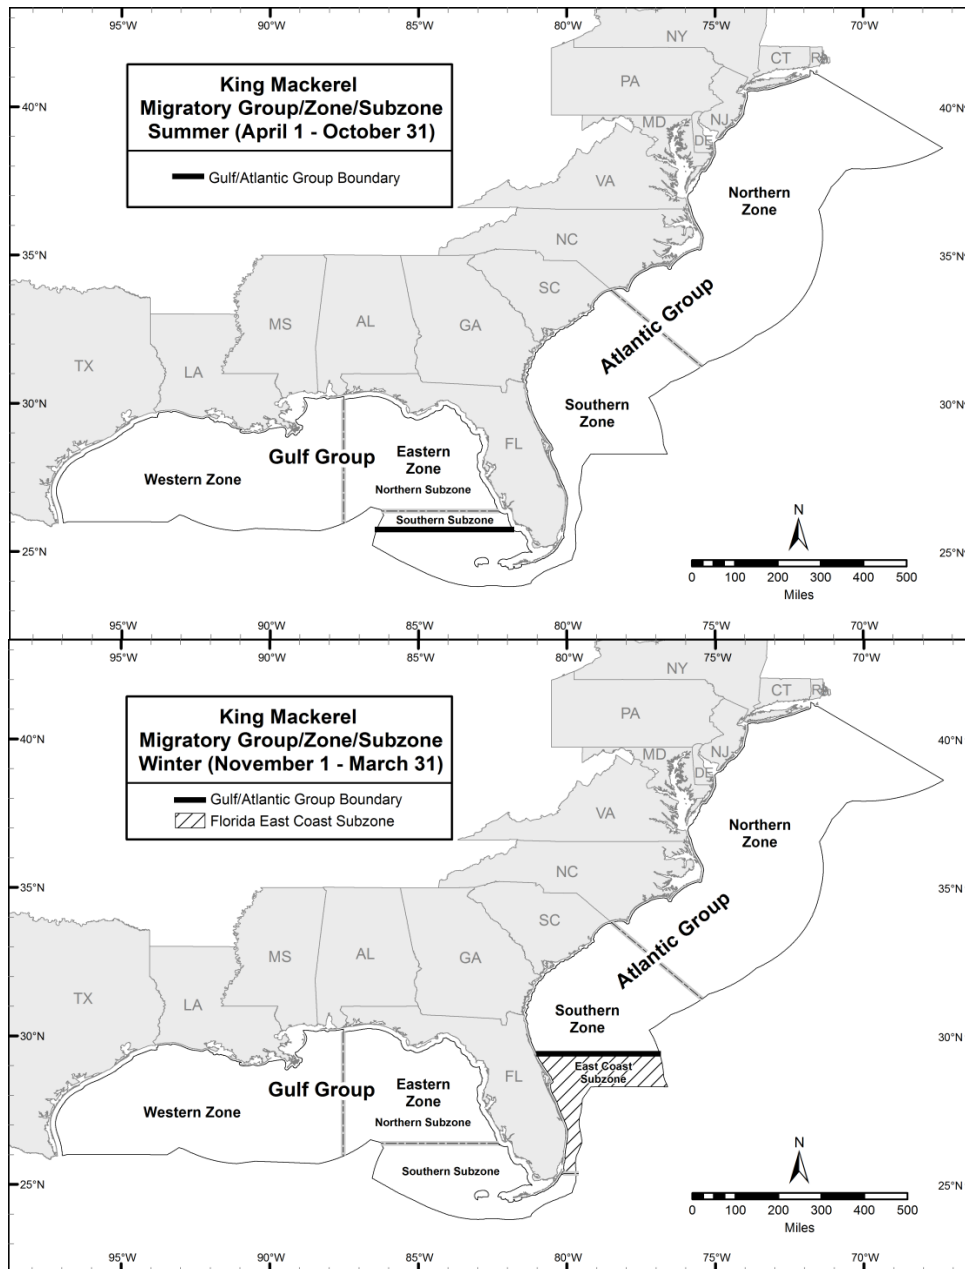 95°W 90°W 85°W 80°W 75°W 70°W
King Mackerel
Migratory Group/Zone/Subzone
Summer (April 1 - October 31)
Gulf/Atlantic Group Boundary
NY
CT
RI
PA
40°N
40°N
NJ
MD
DE
VA
Northern
Zone
NC
35°N
35°N
SC
Atlantic Group
MS
AL
GA
TX
LA
30°N
30°N
Southern
Zone
FL
Gulf Group
Eastern
Zone
Western Zone
Northern Subzone
Southern Subzone
N
25°N
25°N
0 100 200 300 400 500
Miles
95°W 90°W 85°W 80°W 75°W 70°W
95°W 90°W 85°W 80°W 75°W 70°W
King Mackerel
Migratory Group/Zone/Subzone
Winter (November 1 - March 31)
Gulf/Atlantic Group Boundary
Florida East Coast Subzone
NY
CT
RI
PA
40°N
40°N
NJ
MD
DE
VA
Northern
Zone
NC
35°N
35°N
SC
Atlantic Group
MS
AL
GA
TX
LA
Southern
Zone
30°N
30°N
East Coast
Subzone
FL
Gulf Group
Eastern
Zone
Western Zone
Northern Subzone
Southern Subzone
N
25°N
25°N
0 100 200 300 400 500
Miles
95°W 90°W 85°W 80°W 75°W 70°W